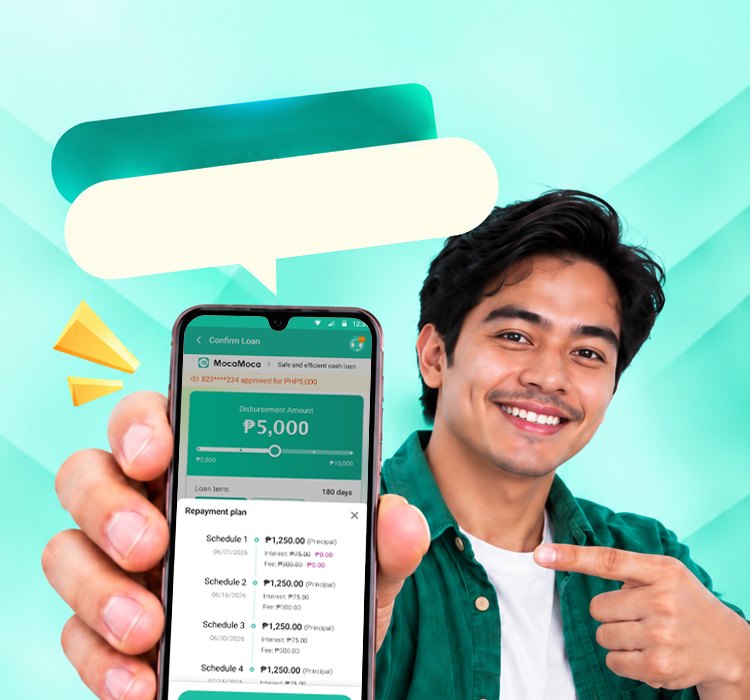 12:
Confirm Loan
MocaMoca | Safe and efficient cash loan
823****234 approved for PHP5,000
Disbursement Amount
₱5,000
₱2,000 ₱10,000
Loan term: 180 days
Repayment plan
Schedule 1 ₱1,250.00 (Principal)
06/01/2026 Interest: ₱75.00 ₱0.00
Fee: ₱300.00 ₱0.00
Schedule 2 ₱1,250.00 (Principal)
06/16/2026 Interest: ₱75.00
Fee: ₱300.00
Schedule 3 ₱1,250.00 (Principal)
06/30/2026 Interest: ₱75.00
Fee: ₱300.00
Schedule 4 ₱1,250.00 (Principal)
Interest: ₱75.00